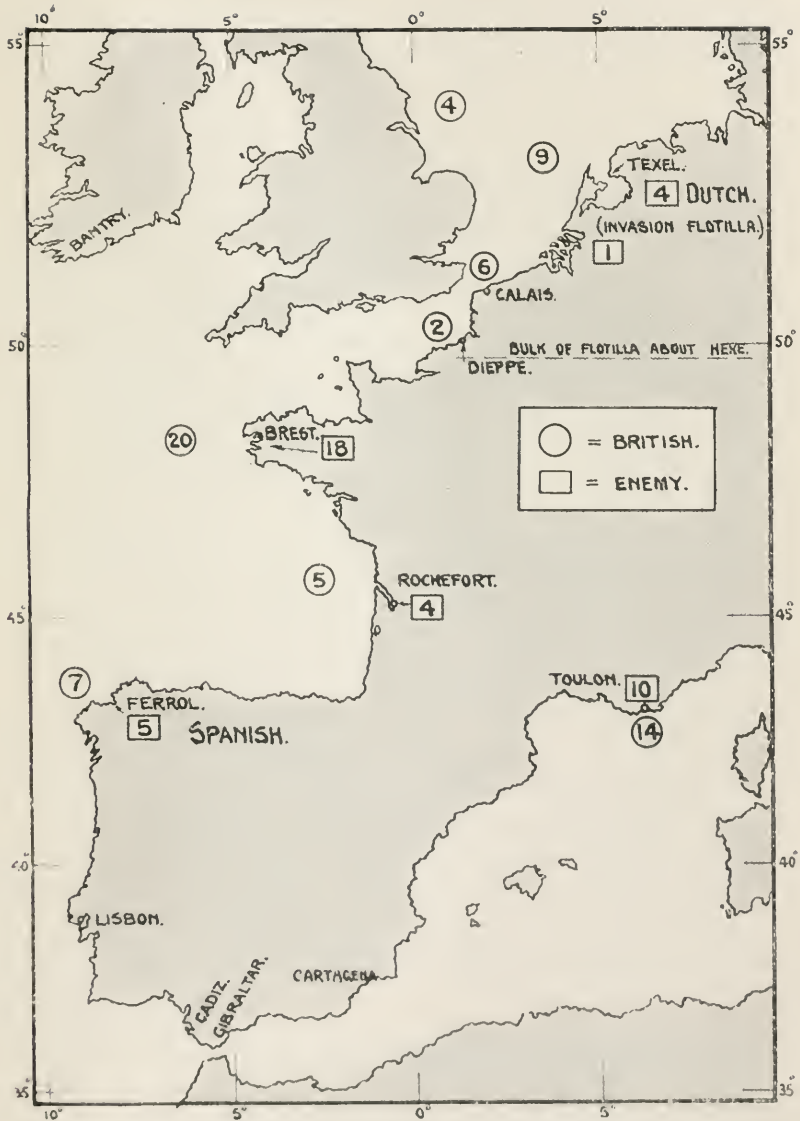 10° 5° 0° 5°
55° 55°
4
9
TEXEL.
4 DUTCH.
(INVASION FLOTILLA.)
1
BANTRY.
6
CALAIS.
2
50° 50°
BULK OF FLOTILLA ABOUT HERE.
DIEPPE.
20
BREST.
18
○ = BRITISH.
□ = ENEMY.
5
ROCHEFORT.
4
45° 45°
7
FERROL.
5 SPANISH.
TOULON. 10
14
40° 40°
LISBON.
CARTAGENA
CADIZ.
GIBRALTAR.
35° 35°
10° 5° 0° 5°